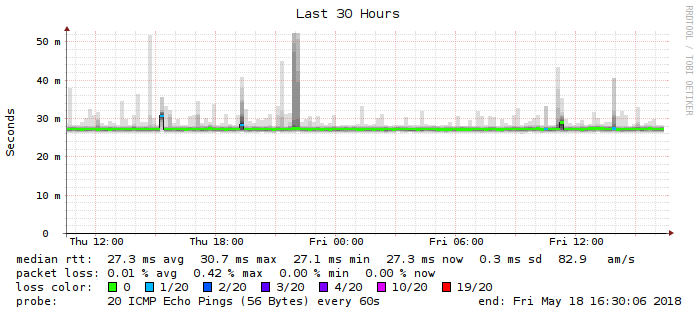 Last 30 Hours
RRDTOOL / TOBI OETIKER
Seconds
50 m
40 m
30 m
20 m
10 m
0
Thu 12:00 Thu 18:00 Fri 00:00 Fri 06:00 Fri 12:00
median rtt: 27.3 ms avg 30.7 ms max 27.1 ms min 27.3 ms now 0.3 ms sd 82.9 am/s
packet loss: 0.01 % avg 0.42 % max 0.00 % min 0.00 % now
loss color: 0 1/20 2/20 3/20 4/20 10/20 19/20
probe: 20 ICMP Echo Pings (56 Bytes) every 60s end: Fri May 18 16:30:06 2018